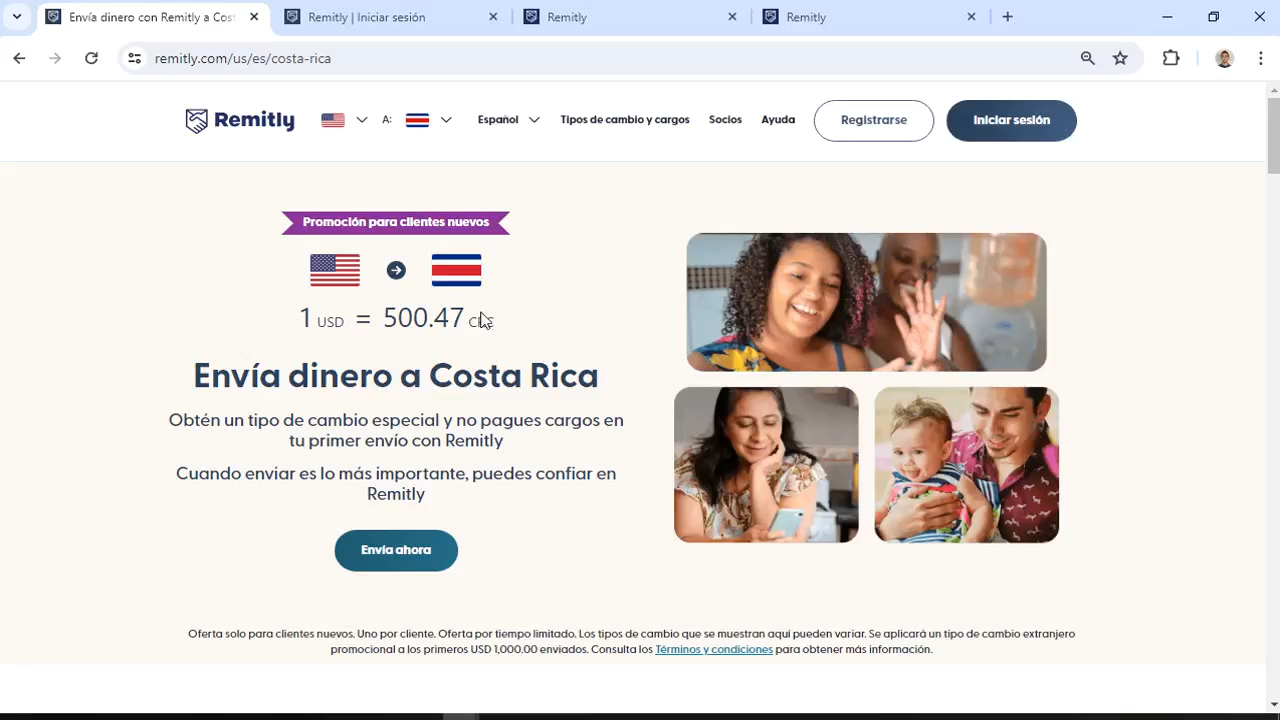 Envía dinero con Remitly a Cost
Remitly | Iniciar sesión
Remitly
Remitly
remitly.com/us/es/costa-rica
Remitly
A:
Español
Tipos de cambio y cargos
Socios
Ayuda
Registrarse
Iniciar sesión
Promoción para clientes nuevos
1 USD = 500.47
Envía dinero a Costa Rica
Obtén un tipo de cambio especial y no pagues cargos en
tu primer envío con Remitly
Cuando enviar es lo más importante, puedes confiar en
Remitly
Envía ahora
Oferta solo para clientes nuevos. Uno por cliente. Oferta por tiempo limitado. Los tipos de cambio que se muestran aquí pueden variar. Se aplicará un tipo de cambio extranjero
promocional a los primeros USD 1,000.00 enviados. Consulta los Términos y condiciones para obtener más información.